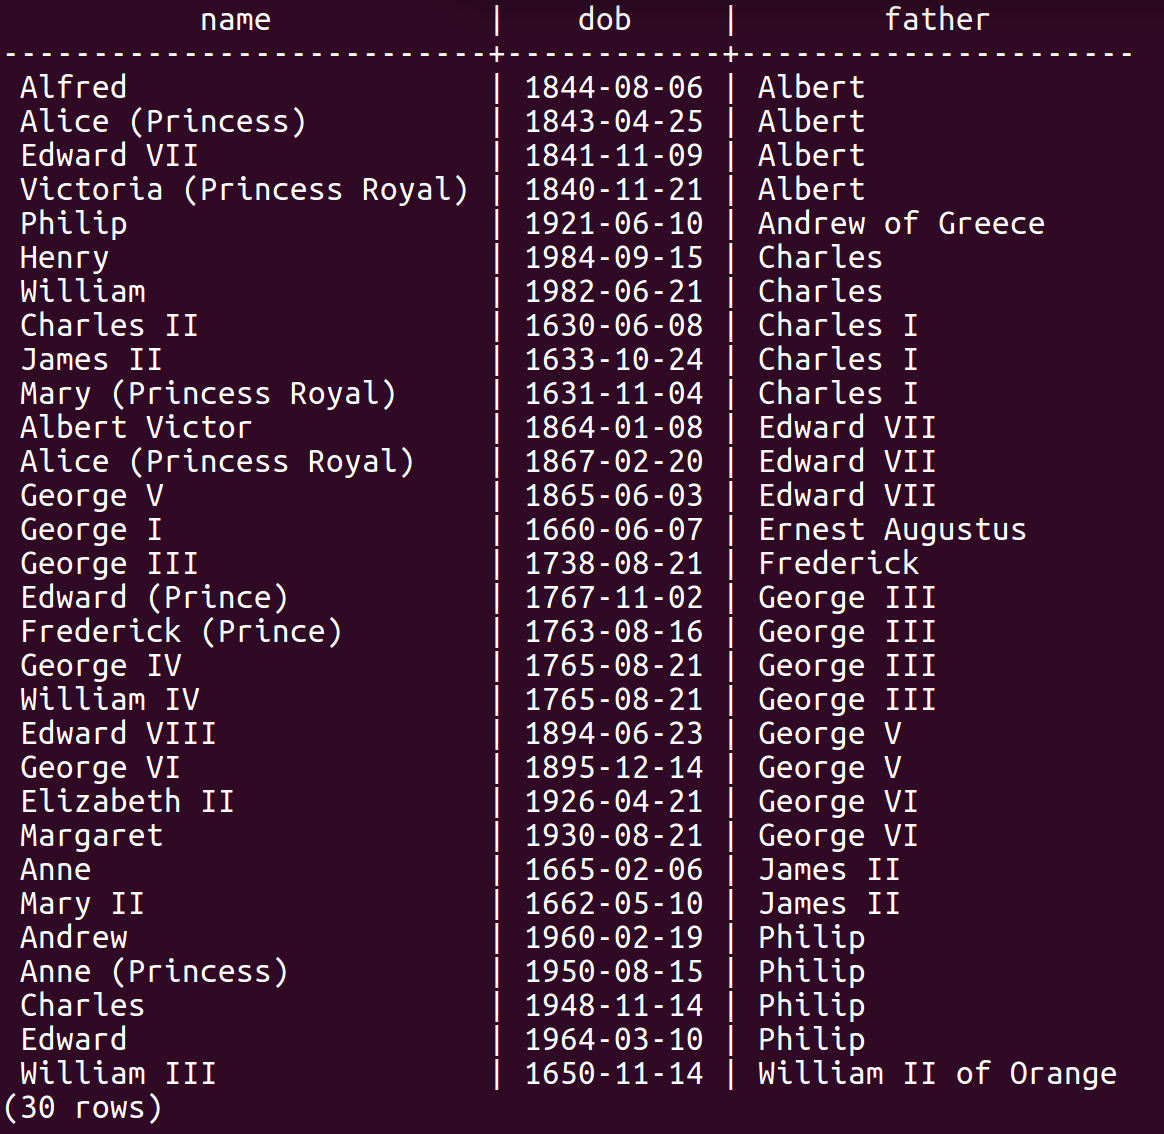 name | dob | father
---------------------------+------------+----------------------
Alfred | 1844-08-06 | Albert
Alice (Princess) | 1843-04-25 | Albert
Edward VII | 1841-11-09 | Albert
Victoria (Princess Royal) | 1840-11-21 | Albert
Philip | 1921-06-10 | Andrew of Greece
Henry | 1984-09-15 | Charles
William | 1982-06-21 | Charles
Charles II | 1630-06-08 | Charles I
James II | 1633-10-24 | Charles I
Mary (Princess Royal) | 1631-11-04 | Charles I
Albert Victor | 1864-01-08 | Edward VII
Alice (Princess Royal) | 1867-02-20 | Edward VII
George V | 1865-06-03 | Edward VII
George I | 1660-06-07 | Ernest Augustus
George III | 1738-08-21 | Frederick
Edward (Prince) | 1767-11-02 | George III
Frederick (Prince) | 1763-08-16 | George III
George IV | 1765-08-21 | George III
William IV | 1765-08-21 | George III
Edward VIII | 1894-06-23 | George V
George VI | 1895-12-14 | George V
Elizabeth II | 1926-04-21 | George VI
Margaret | 1930-08-21 | George VI
Anne | 1665-02-06 | James II
Mary II | 1662-05-10 | James II
Andrew | 1960-02-19 | Philip
Anne (Princess) | 1950-08-15 | Philip
Charles | 1948-11-14 | Philip
Edward | 1964-03-10 | Philip
William III | 1650-11-14 | William II of Orange
(30 rows)